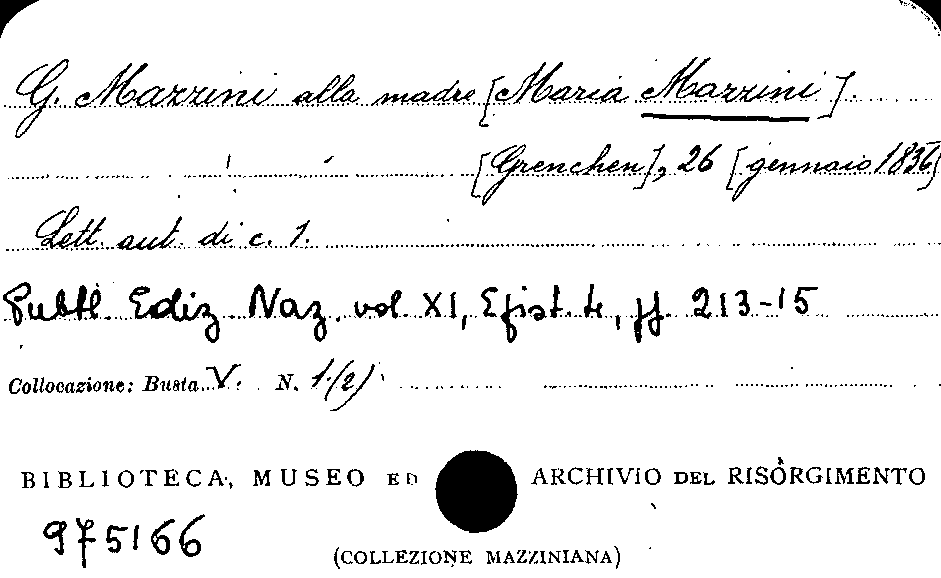 G. Mazzini alla madre [Maria Mazzini].
[Grenchen], 26 [gennaio 1836]
Lett. aut. di c. 1.
Pubbl. Ediz. Naz. vol. XI, Epist. 4, pp. 213-15
Collocazione: Busta V. N. 1.(2)
BIBLIOTECA, MUSEO ED ARCHIVIO DEL RISORGIMENTO
975166
(COLLEZIONE MAZZINIANA)